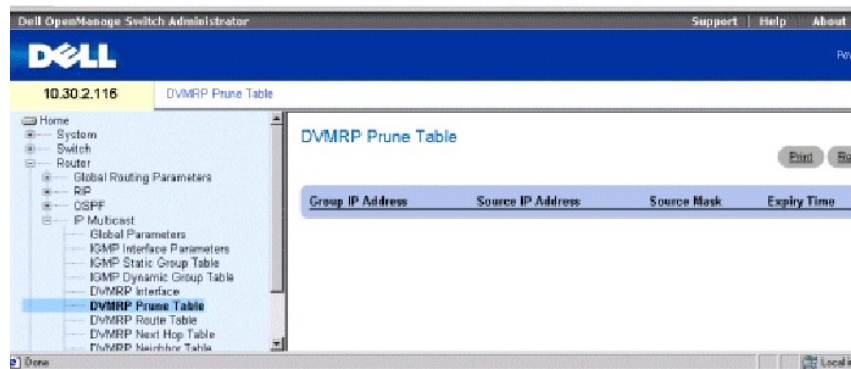 Dell OpenManage Switch Administrator
Support | Help About
DELL
10.30.2.116 DVMRP Prune Table
Home
System
Switch
Router
Global Routing Parameters
RIP
OSPF
IP Multicast
Global Parameters
IGMP Interface Parameters
IGMP Static Group Table
IGMP Dynamic Group Table
DVMRP Interface
DVMRP Prune Table
DVMRP Route Table
DVMRP Next Hop Table
DVMRP Neighbor Table
DVMRP Prune Table
Print
Group IP Address Source IP Address Source Mask Expiry Time
Done
Local